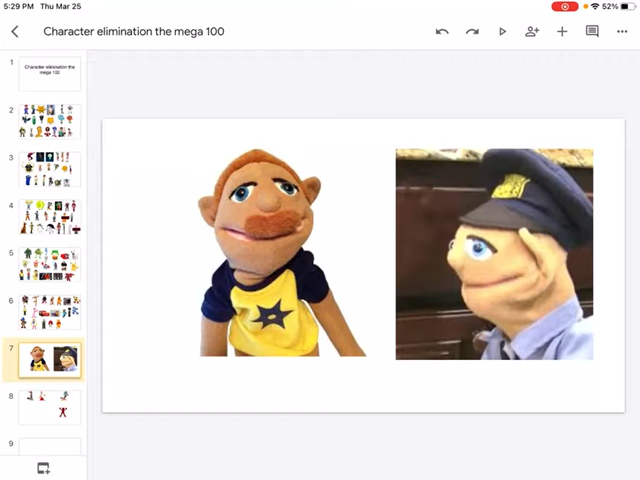 5:29 PM Thu Mar 25
52%
Character elimination the mega 100
1
Character elimination the
mega 100
2
3
4
5
6
7
8
9